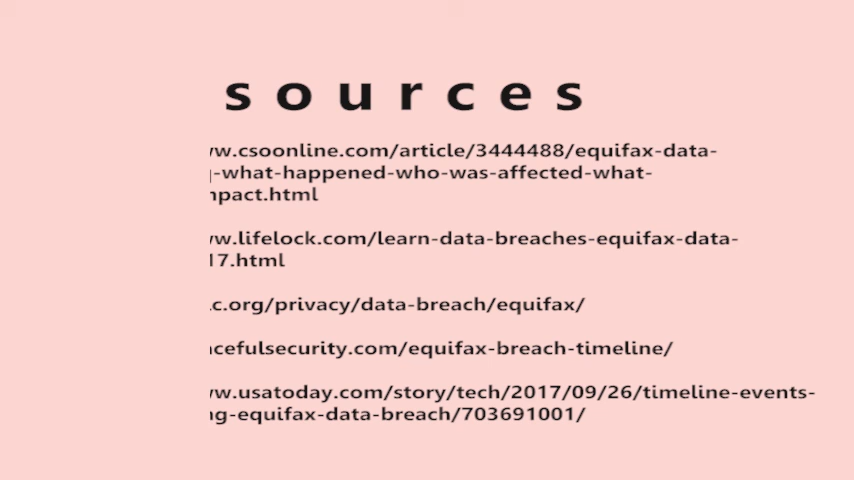 sources
w.csoonline.com/article/3444488/equifax-data-
-what-happened-who-was-affected-what-
pact.html
w.lifelock.com/learn-data-breaches-equifax-data-
17.html
c.org/privacy/data-breach/equifax/
cefulsecurity.com/equifax-breach-timeline/
w.usatoday.com/story/tech/2017/09/26/timeline-events-
g-equifax-data-breach/703691001/